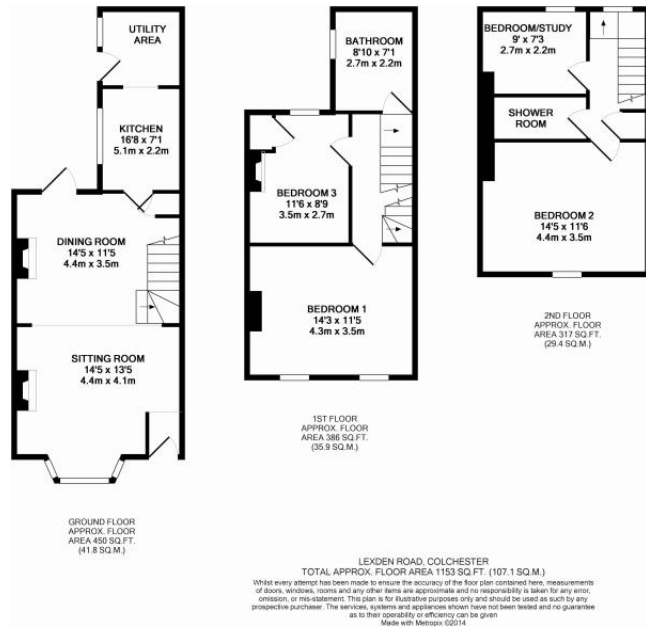 UTILITY
AREA
KITCHEN
16'8 x 7'1
5.1m x 2.2m
DINING ROOM
14'5 x 11'5
4.4m x 3.5m
SITTING ROOM
14'5 x 13'5
4.4m x 4.1m
GROUND FLOOR
APPROX. FLOOR
AREA 450 SQ.FT.
(41.8 SQ.M.)
BATHROOM
8'10 x 7'1
2.7m x 2.2m
BEDROOM 3
11'6 x 8'9
3.5m x 2.7m
BEDROOM 1
14'3 x 11'5
4.3m x 3.5m
1ST FLOOR
APPROX. FLOOR
AREA 386 SQ.FT.
(35.9 SQ.M.)
BEDROOM/STUDY
9' x 7'3
2.7m x 2.2m
SHOWER
ROOM
BEDROOM 2
14'5 x 11'6
4.4m x 3.5m
2ND FLOOR
APPROX. FLOOR
AREA 317 SQ.FT.
(29.4 SQ.M.)
LEXDEN ROAD, COLCHESTER
TOTAL APPROX. FLOOR AREA 1153 SQ.FT. (107.1 SQ.M.)
Whilst every attempt has been made to ensure the accuracy of the floor plan contained here, measurements
of doors, windows, rooms and any other items are approximate and no responsibility is taken for any error,
omission, or mis-statement. This plan is for illustrative purposes only and should be used as such by any
prospective purchaser. The services, systems and appliances shown have not been tested and no guarantee
as to their operability or efficiency can be given
Made with Metropix ©2014